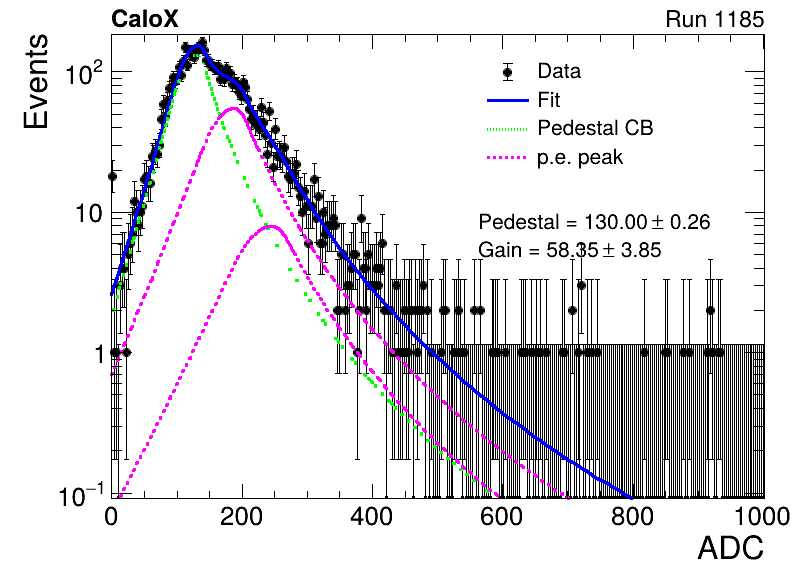 CaloX Run 1185
Events
10²
10
1
10⁻¹
Data
Fit
Pedestal CB
p.e. peak
Pedestal = 130.00 ± 0.26
Gain = 58.35 ± 3.85
0 200 400 600 800 1000
ADC